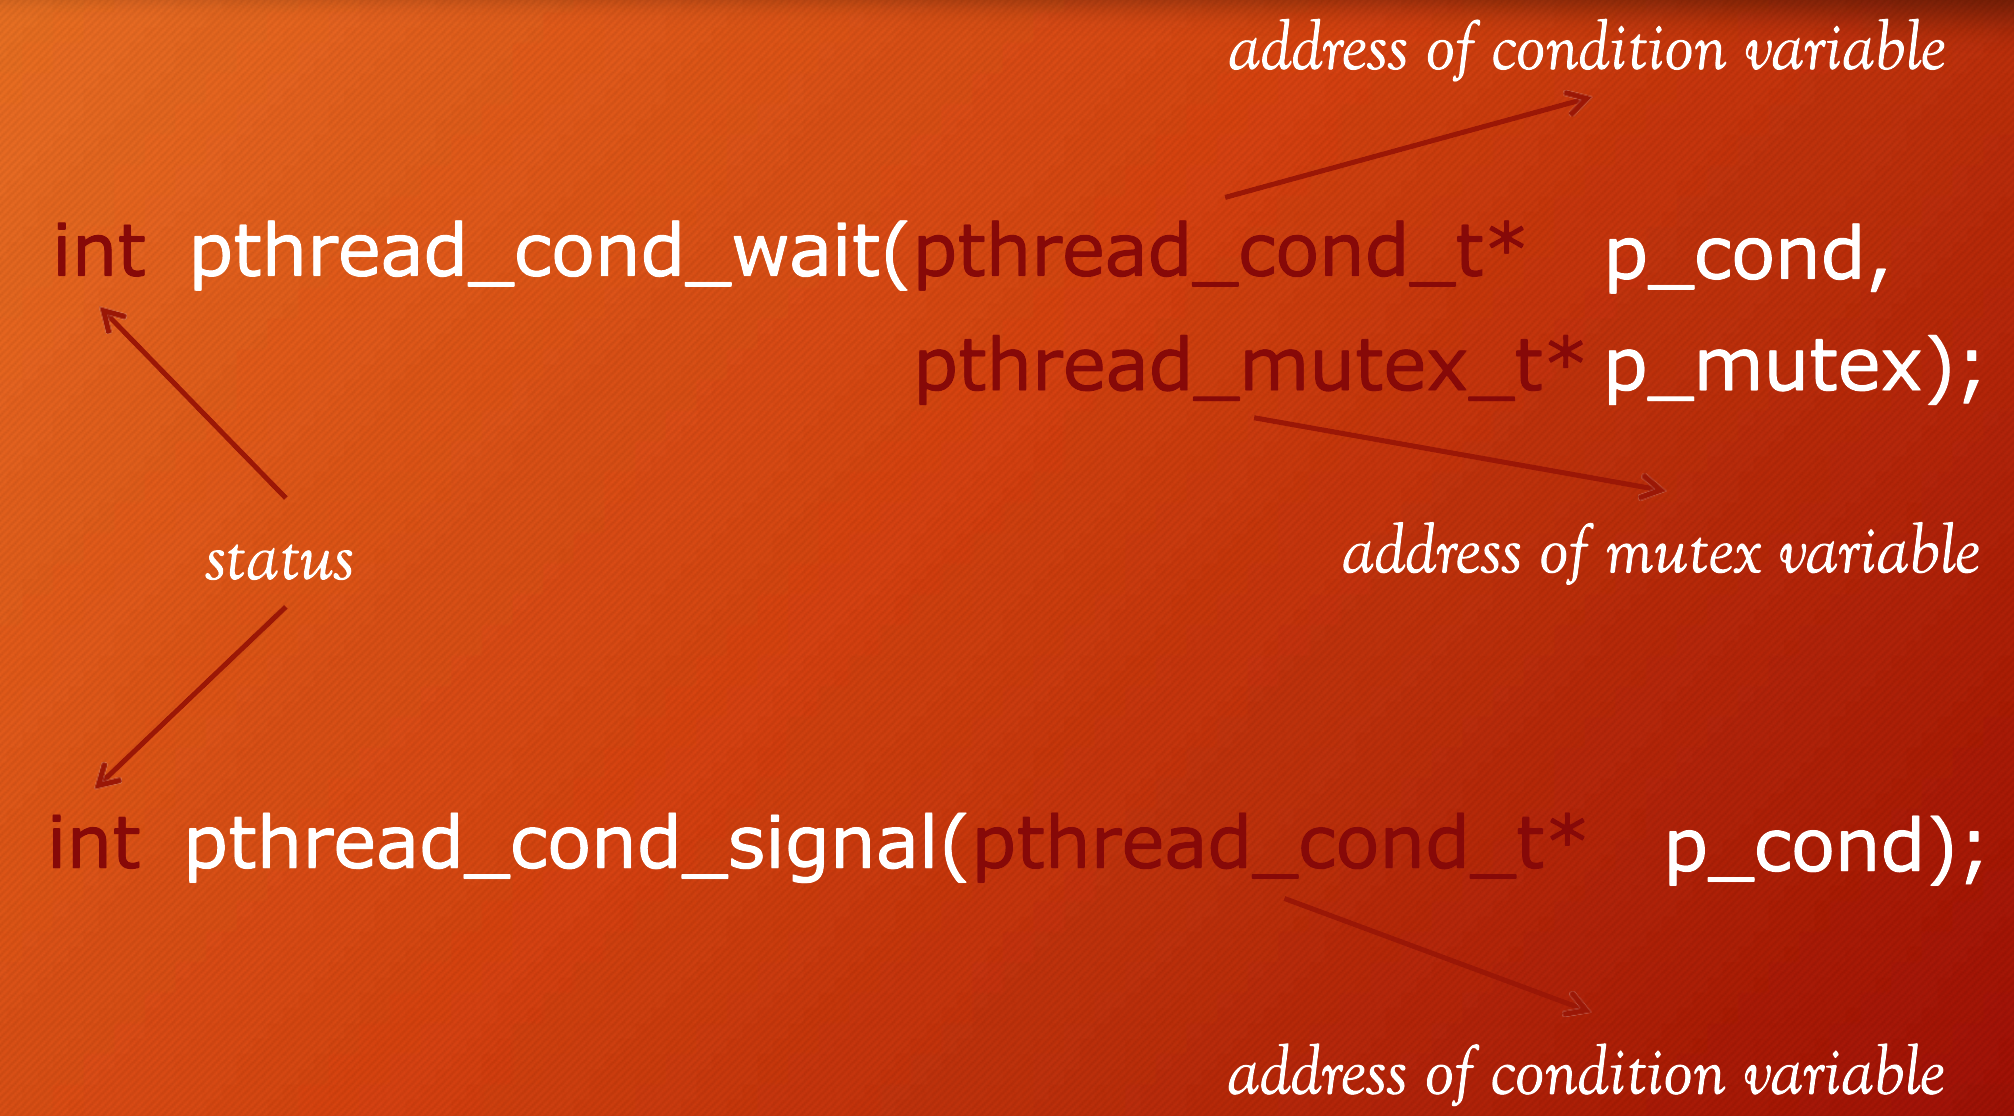 address of condition variable
int pthread_cond_wait(pthread_cond_t* p_cond,
pthread_mutex_t* p_mutex);
status
address of mutex variable
int pthread_cond_signal(pthread_cond_t* p_cond);
address of condition variable